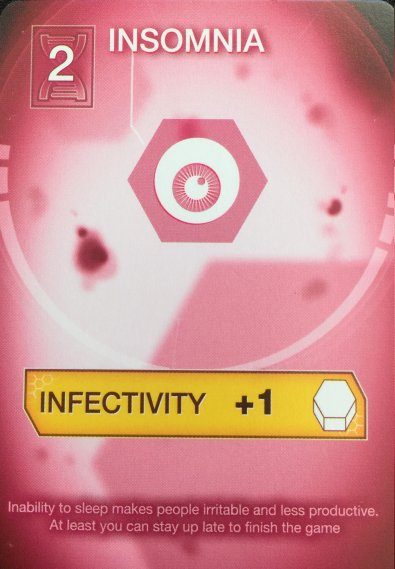 2
INSOMNIA
INFECTIVITY +1
Inability to sleep makes people irritable and less productive.
At least you can stay up late to finish the game